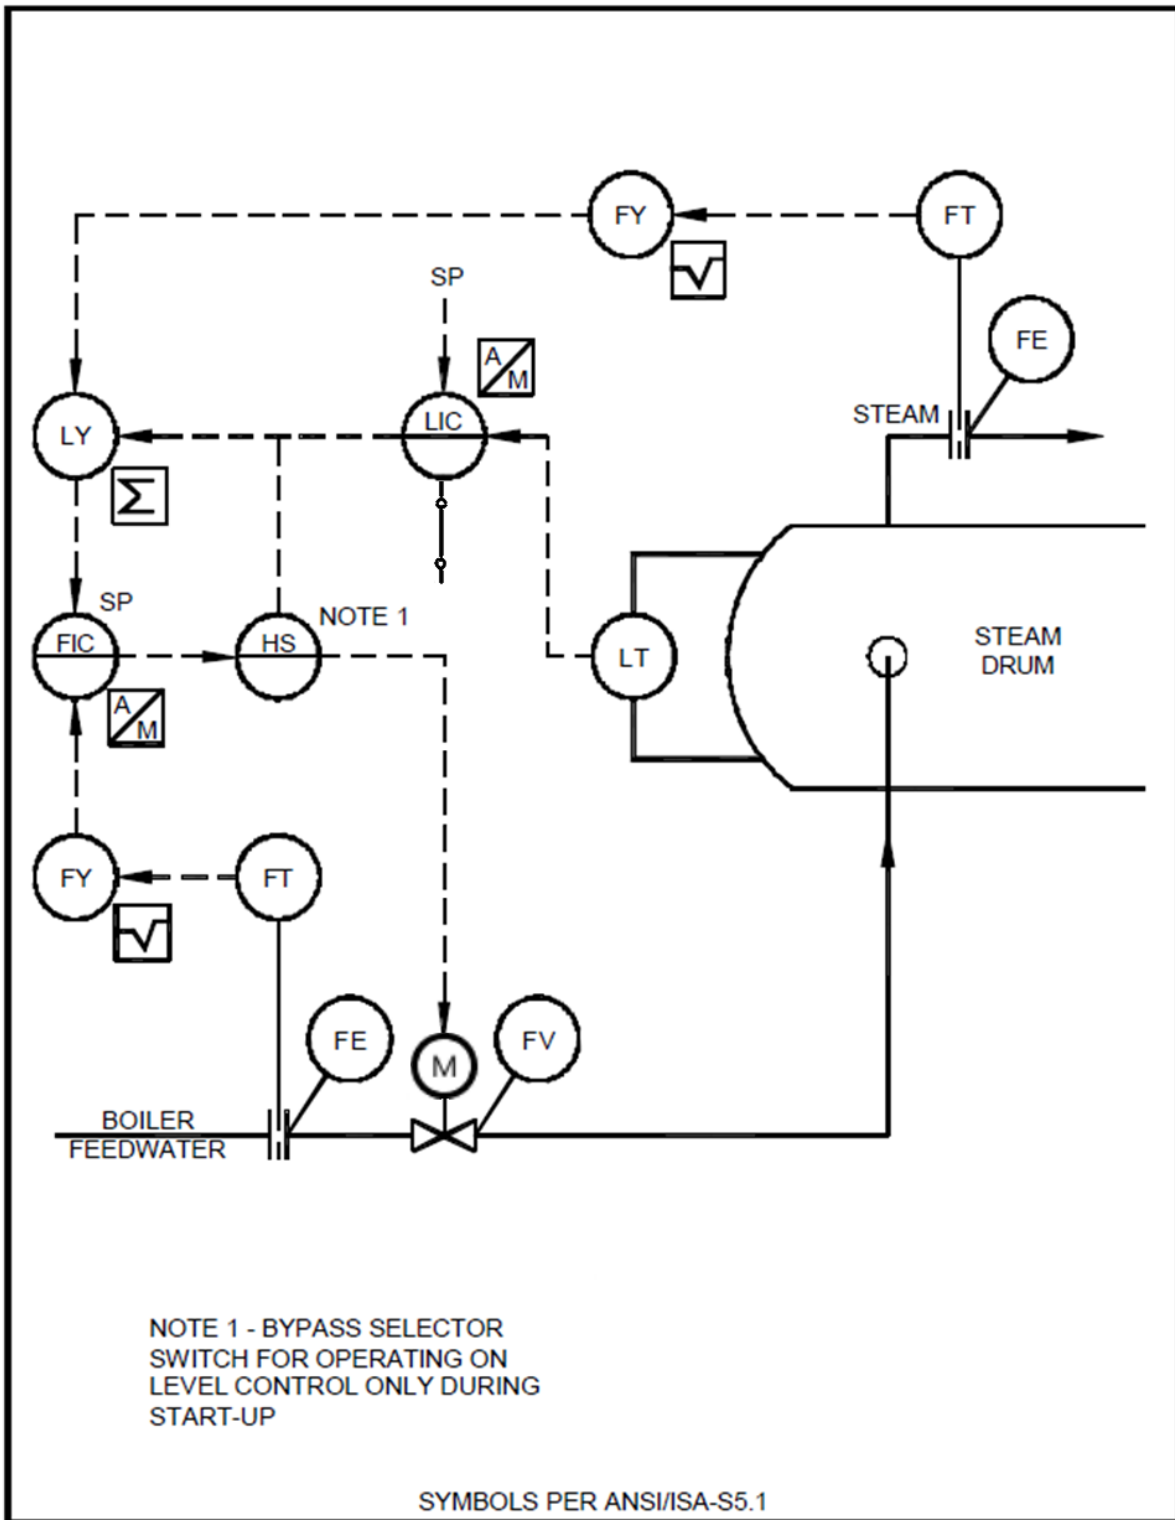 FY
FT
SP
FE
A
M
STEAM
LY
LIC
Σ
SP
NOTE 1
FIC
HS
LT
STEAM
DRUM
A
M
FY
FT
FE
M
FV
BOILER
FEEDWATER
NOTE 1 - BYPASS SELECTOR
SWITCH FOR OPERATING ON
LEVEL CONTROL ONLY DURING
START-UP
SYMBOLS PER ANSI/ISA-S5.1